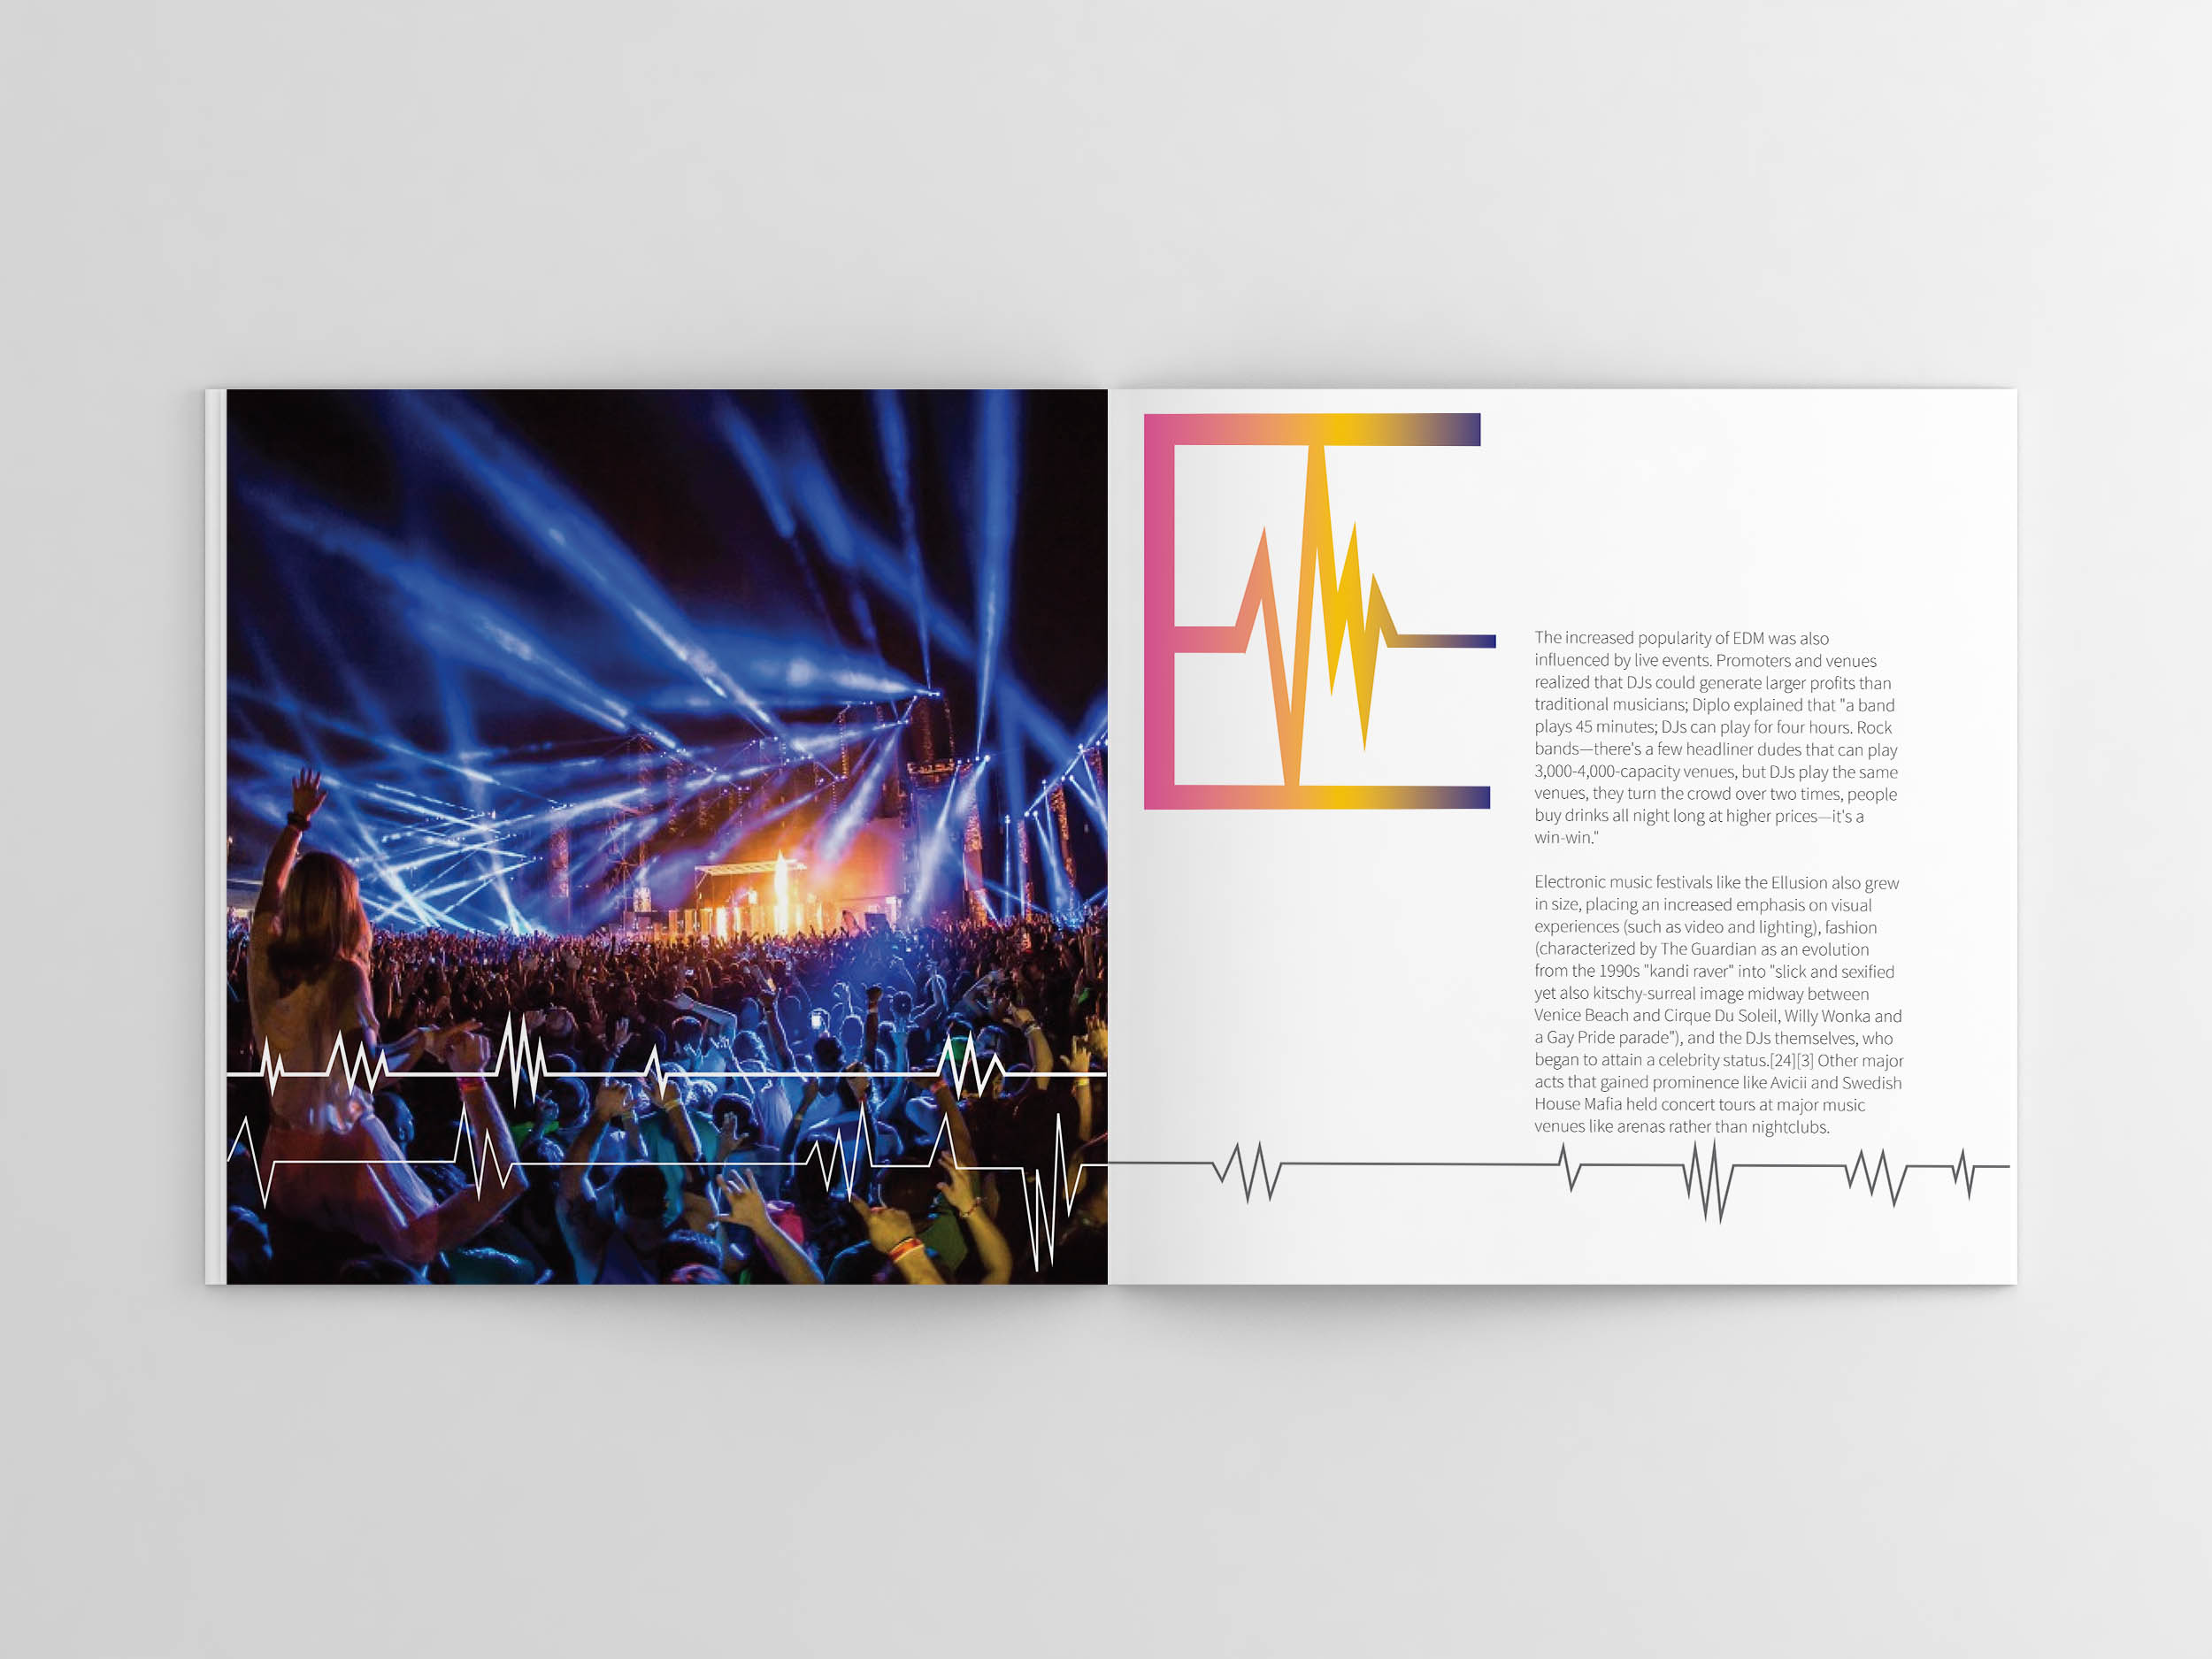 E
The increased popularity of EDM was also
influenced by live events. Promoters and venues
realized that DJs could generate larger profits than
traditional musicians; Diplo explained that "a band
plays 45 minutes; DJs can play for four hours. Rock
bands—there's a few headliner dudes that can play
3,000-4,000-capacity venues, but DJs play the same
venues, they turn the crowd over two times, people
buy drinks all night long at higher prices—it's a
win-win."
Electronic music festivals like the Ellusion also grew
in size, placing an increased emphasis on visual
experiences (such as video and lighting), fashion
(characterized by The Guardian as an evolution
from the 1990s "kandi raver" into "slick and sexified
yet also kitschy-surreal image midway between
Venice Beach and Cirque Du Soleil, Willy Wonka and
a Gay Pride parade"), and the DJs themselves, who
began to attain a celebrity status.[24][3] Other major
acts that gained prominence like Avicii and Swedish
House Mafia held concert tours at major music
venues like arenas rather than nightclubs.